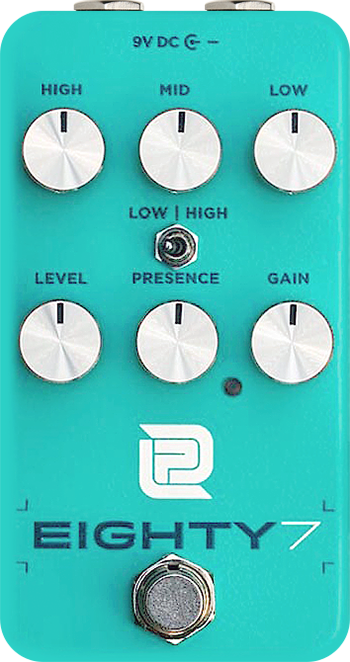 9V DC
HIGH MID LOW
LOW | HIGH
LEVEL PRESENCE GAIN
EIGHTY7